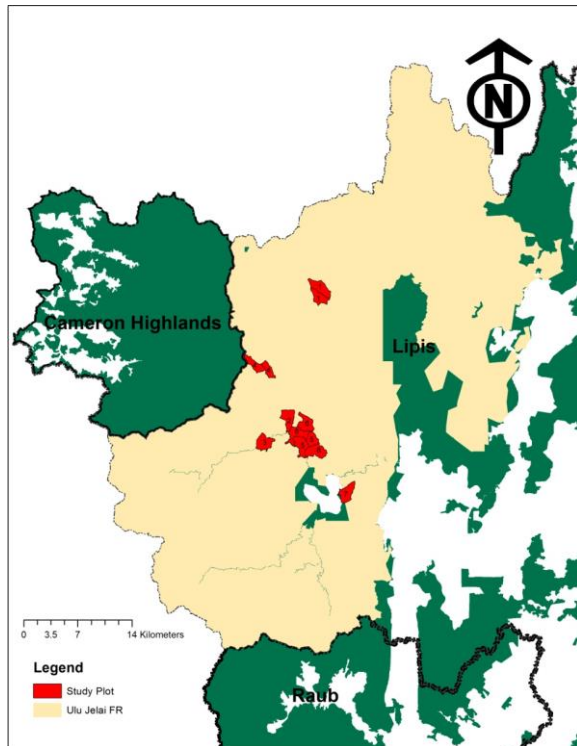 N
Cameron Highlands
Lipis
0 3.5 7 14 Kilometers
Legend
Study Plot
Ulu Jelai FR
Raub